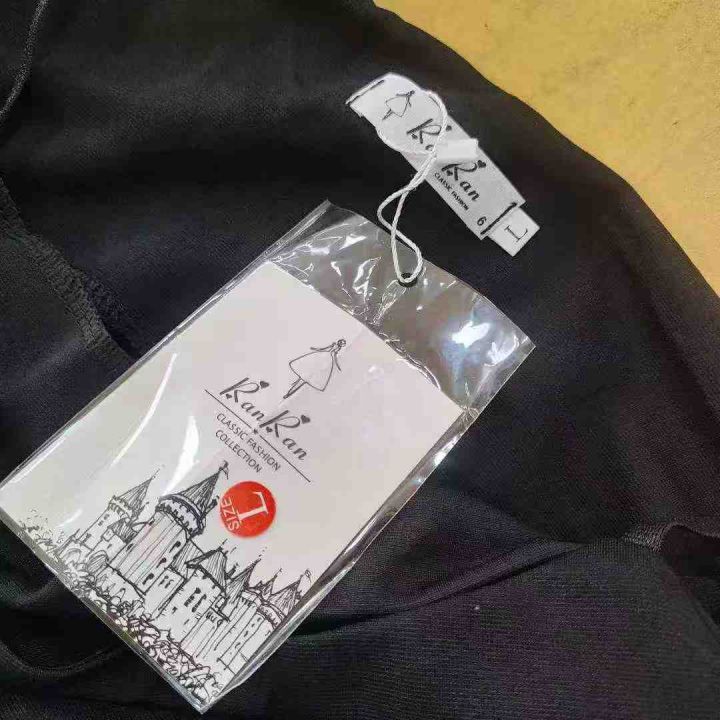 RanRan
CLASSIC FASHION
6
L
RanRan
CLASSIC FASHION
COLLECTION
L
SIZE